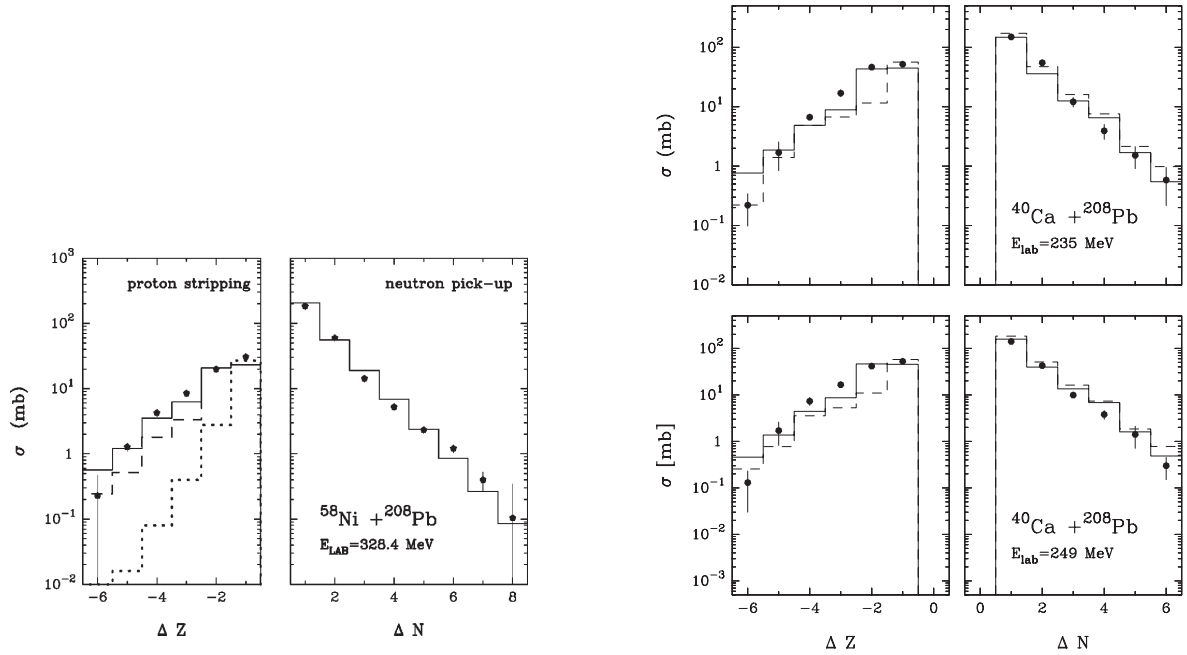 proton stripping
neutron pick-up
10³
10²
10¹
1
10⁻¹
10⁻²
σ (mb)
⁵⁸Ni +²⁰⁸Pb
E_LAB=328.4 MeV
−6 −4 −2
2 4 6 8
Δ Z
Δ N
10²
10¹
1
10⁻¹
10⁻²
σ (mb)
⁴⁰Ca +²⁰⁸Pb
E_lab=235 MeV
10²
10¹
1
10⁻¹
10⁻²
10⁻³
σ [mb]
⁴⁰Ca +²⁰⁸Pb
E_lab=249 MeV
−6 −4 −2 0
0 2 4 6
Δ Z
Δ N